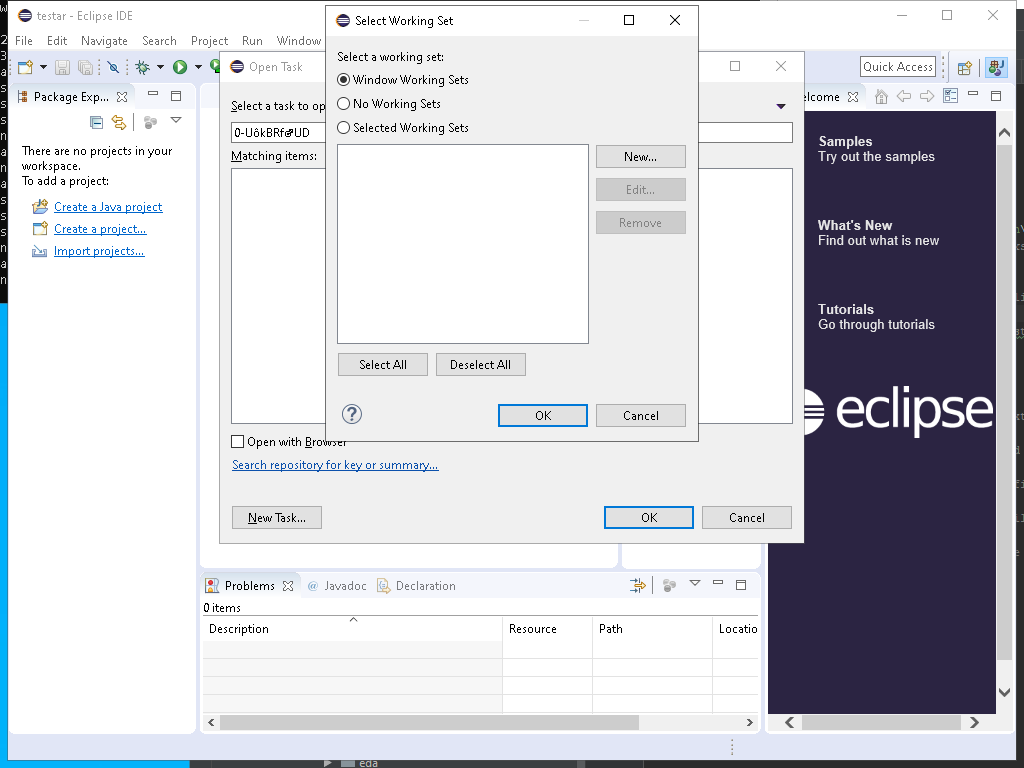 testar - Eclipse IDE
File Edit Navigate Search Project Run Window
Quick Access
Package Exp...
There are no projects in your
workspace.
To add a project:
Create a Java project
Create a project...
Import projects...
Open Task
Select a task to op
Matching items:
Open with Browser
Search repository for key or summary...
New Task...
OK
Cancel
Select Working Set
Select a working set:
Window Working Sets
No Working Sets
Selected Working Sets
New...
Edit...
Remove
Select All
Deselect All
OK
Cancel
elcome
Samples
Try out the samples
What's New
Find out what is new
Tutorials
Go through tutorials
eclipse
Problems
@ Javadoc
Declaration
0 items
Description
Resource
Path
Locatio
eda